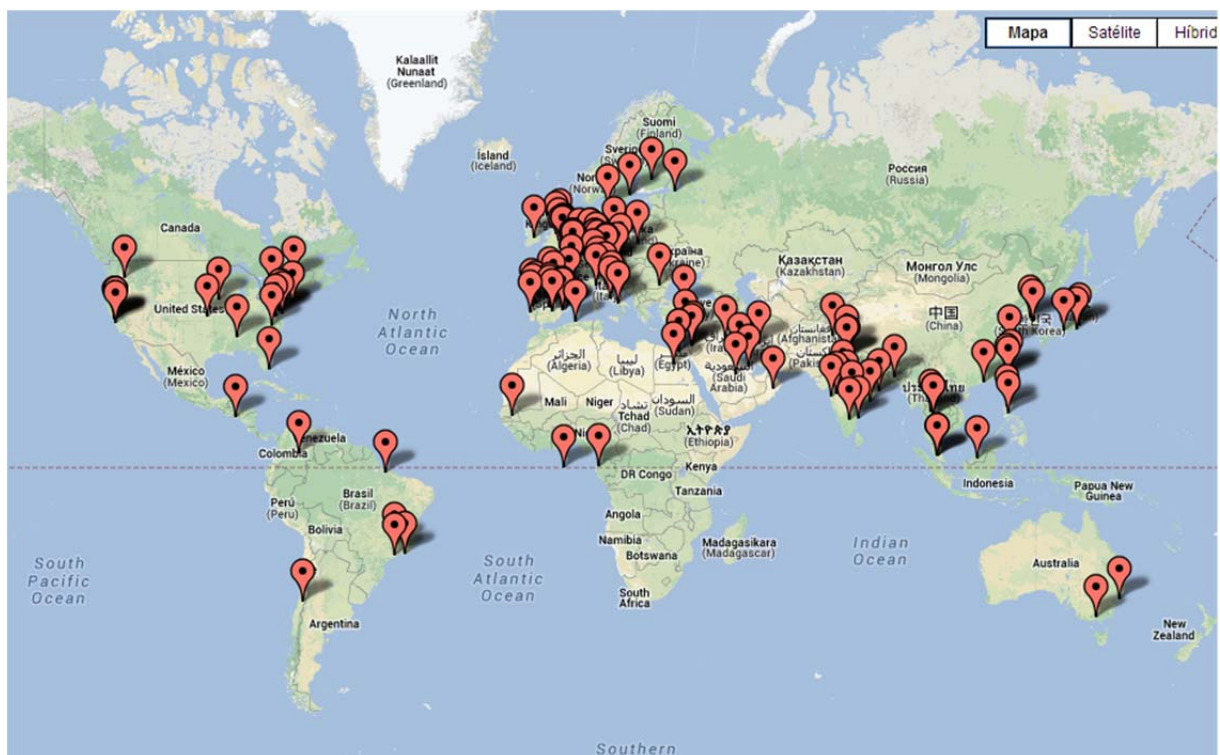 Mapa
Satélite
Híbrid
Kalaallit
Nunaat
(Greenland)
Ísland
(Iceland)
Suomi
(Finland)
Sverig
Nor
(Norw
Россия
(Russia)
Canada
Қазақстан
(Kazakhstan)
Монгол Улс
(Mongolia)
United States
中国
(China)
North
Atlantic
Ocean
México
(Mexico)
الجزائر
(Algeria)
ليبيا
(Libya)
(Egypt)
(Saudi
Arabia)
Mali
Niger
تشاد
Tchad
(Chad)
السودان
(Sudan)
ኢትዮጵያ
(Ethiopia)
Venezuela
Colombia
DR Congo
Kenya
Tanzania
Indonesia
Papua New
Guinea
Perú
(Peru)
Brasil
(Brazil)
Bolivia
Angola
Namibia
Botswana
Madagasikara
(Madagascar)
South
Pacific
Ocean
South
Atlantic
Ocean
Indian
Ocean
Australia
South
Africa
Argentina
New
Zealand
Southern